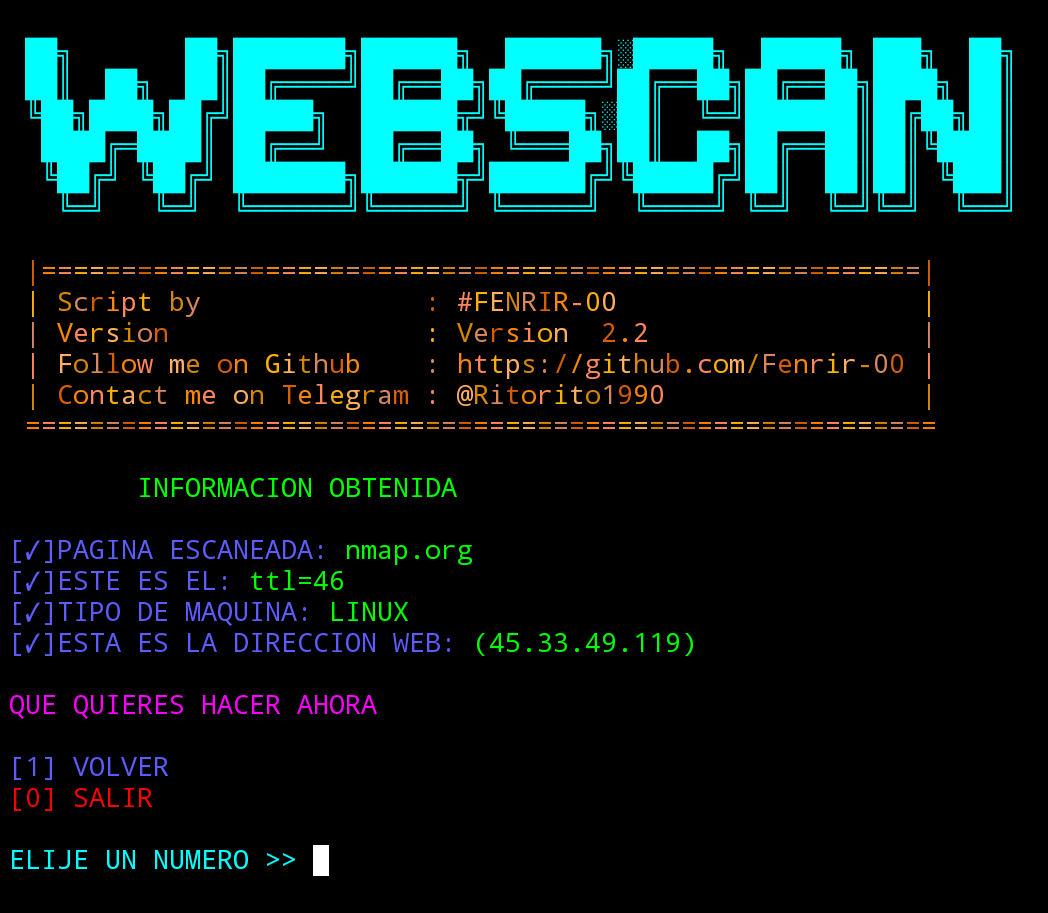 WEBSCAN
|=======================================================|
| Script by : #FENRIR-00 |
| Version : Version 2.2 |
| Follow me on Github : https://github.com/Fenrir-00 |
| Contact me on Telegram : @Ritorito1990 |
=========================================================
INFORMACION OBTENIDA
[✓]PAGINA ESCANEADA: nmap.org
[✓]ESTE ES EL: ttl=46
[✓]TIPO DE MAQUINA: LINUX
[✓]ESTA ES LA DIRECCION WEB: (45.33.49.119)
QUE QUIERES HACER AHORA
[1] VOLVER
[0] SALIR
ELIJE UN NUMERO >>